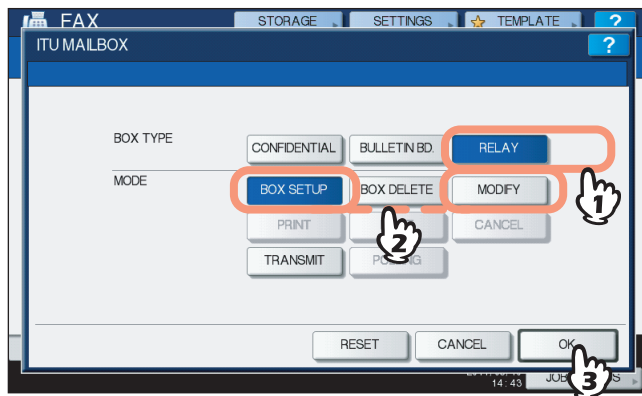 FAX STORAGE SETTINGS TEMPLATE ?
ITU MAILBOX ?
BOX TYPE CONFIDENTIAL BULLETIN BD. RELAY
MODE BOX SETUP BOX DELETE MODIFY
1
PRINT CANCEL
2
TRANSMIT
RESET CANCEL OK
3
14:43